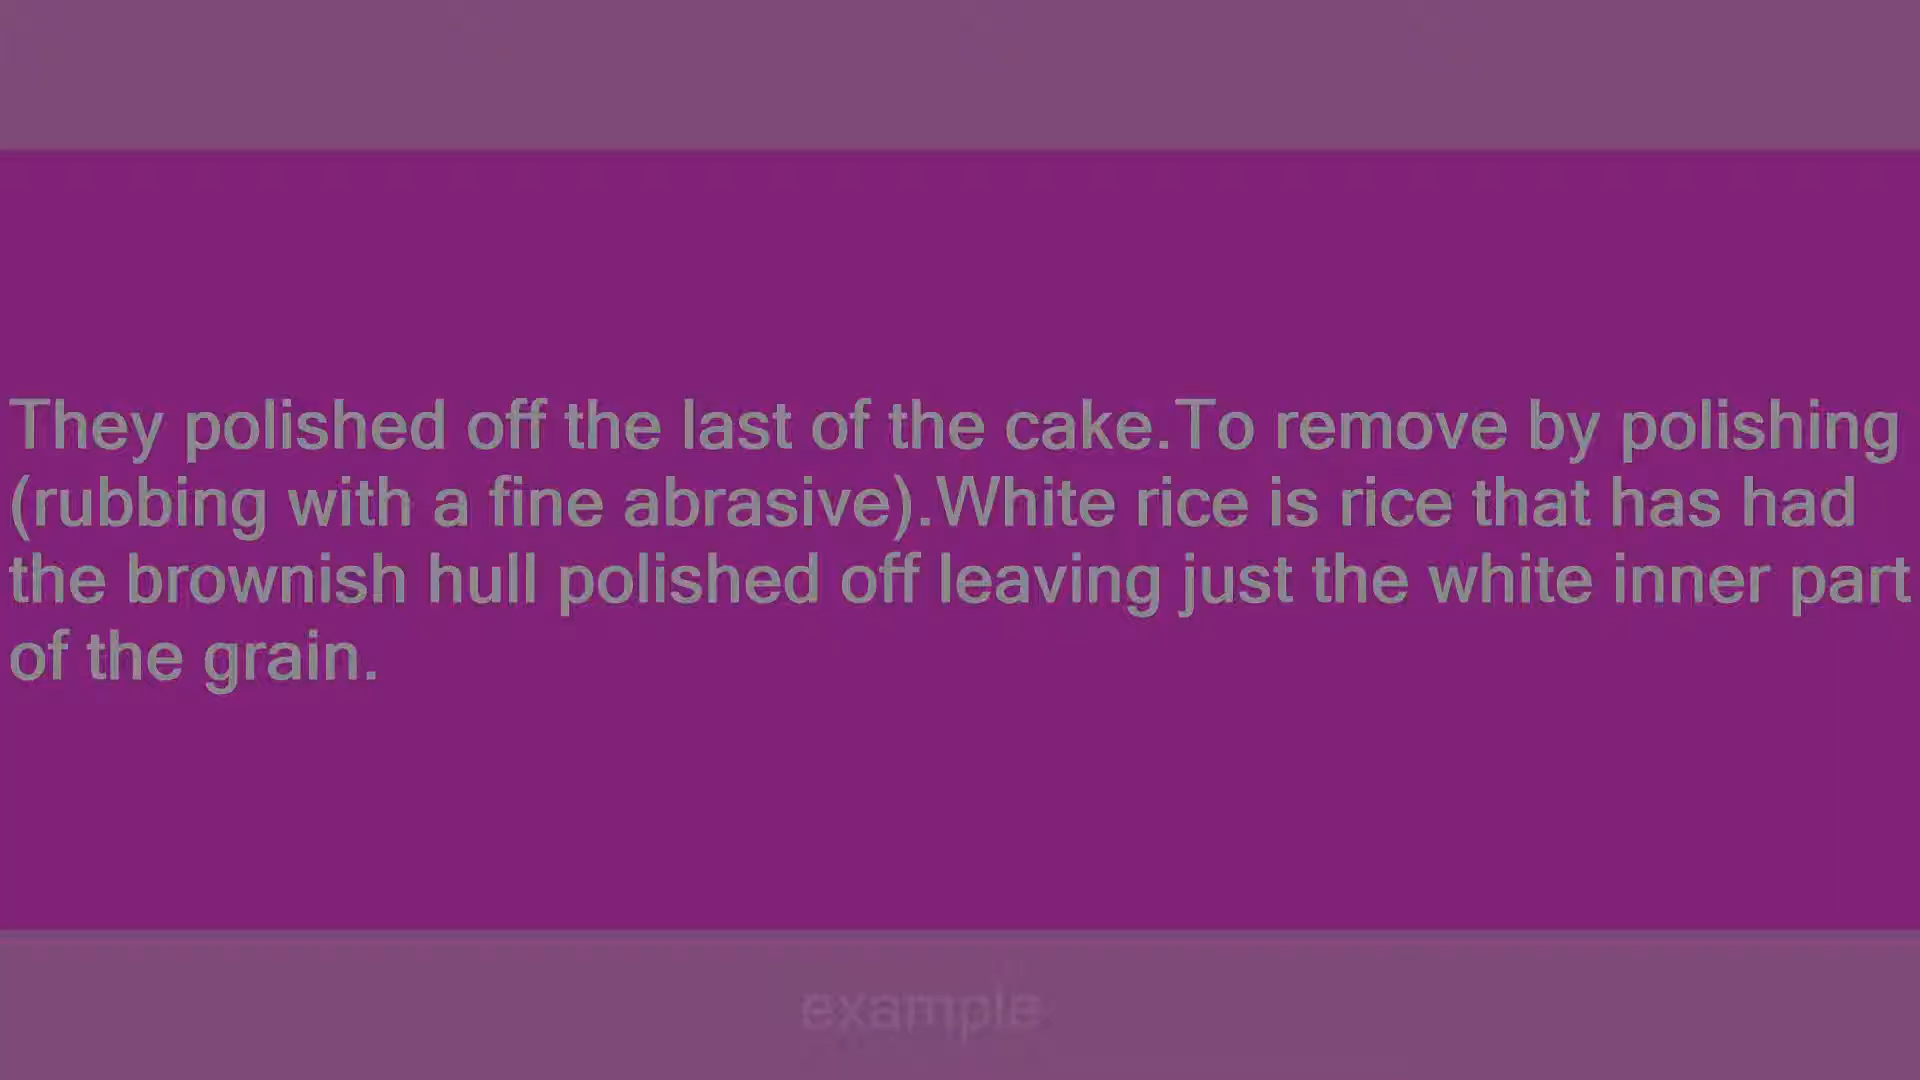 They polished off the last of the cake.To remove by polishing
(rubbing with a fine abrasive).White rice is rice that has had
the brownish hull polished off leaving just the white inner part
of the grain.
example